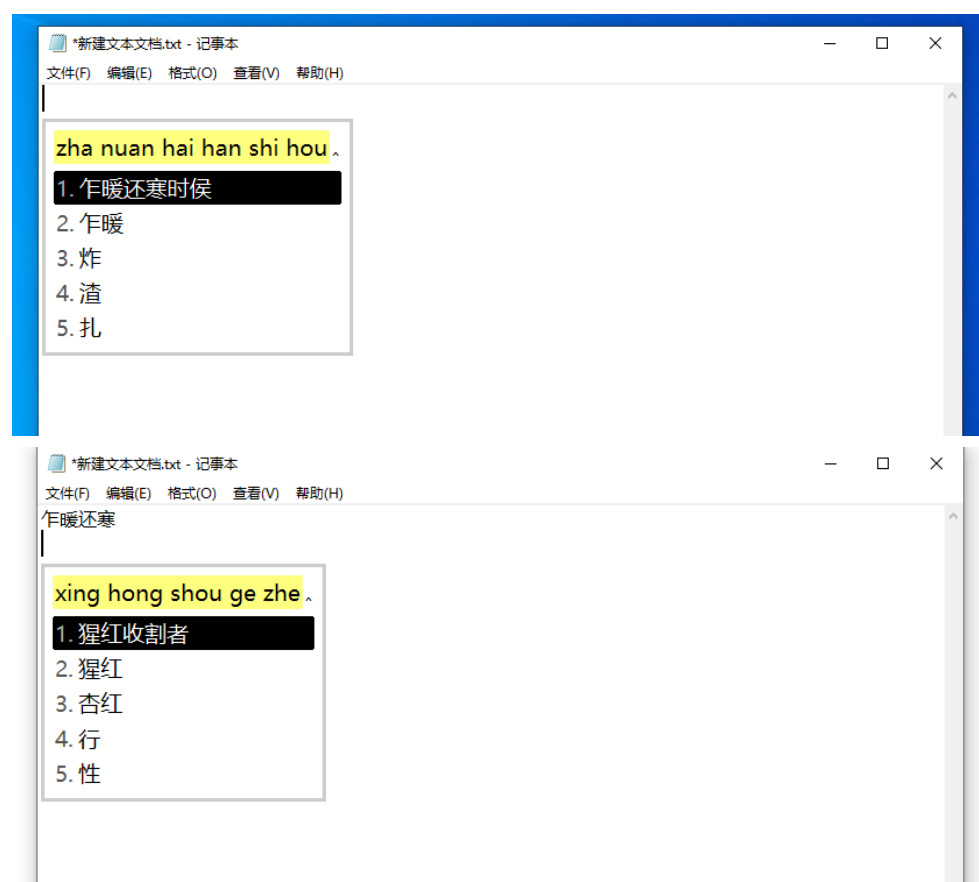 *新建文本文档.txt - 记事本
文件(F) 编辑(E) 格式(O) 查看(V) 帮助(H)
zha nuan hai han shi hou
1. 乍暖还寒时侯
2. 乍暖
3. 炸
4. 渣
5. 扎
*新建文本文档.txt - 记事本
文件(F) 编辑(E) 格式(O) 查看(V) 帮助(H)
乍暖还寒
xing hong shou ge zhe
1. 猩红收割者
2. 猩红
3. 杏红
4. 行
5. 性